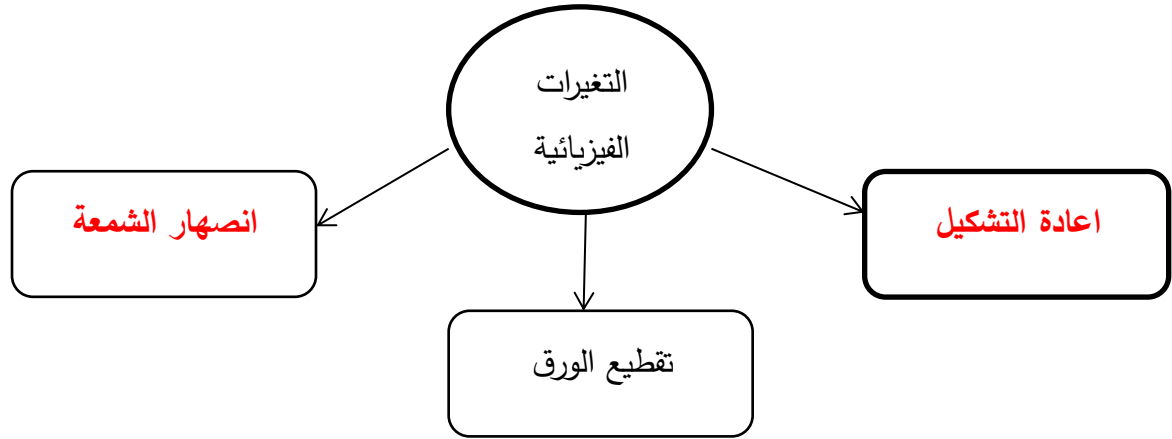 التغيرات
الفيزيائية
اعادة التشكيل
انصهار الشمعة
تقطيع الورق